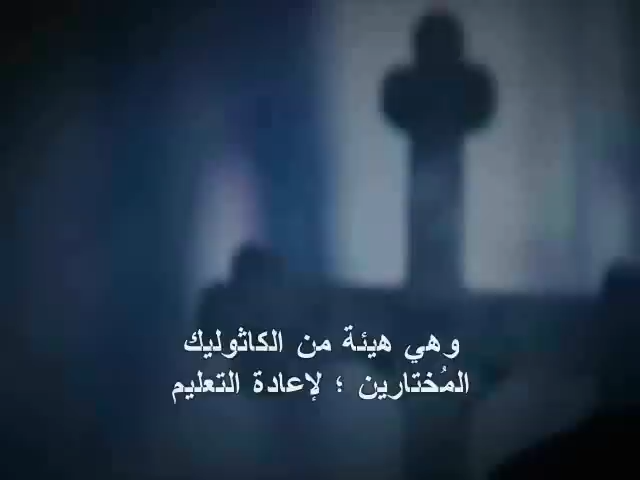 وهي هيئة من الكاثوليك
المُختارين ؛ لإعادة التعليم